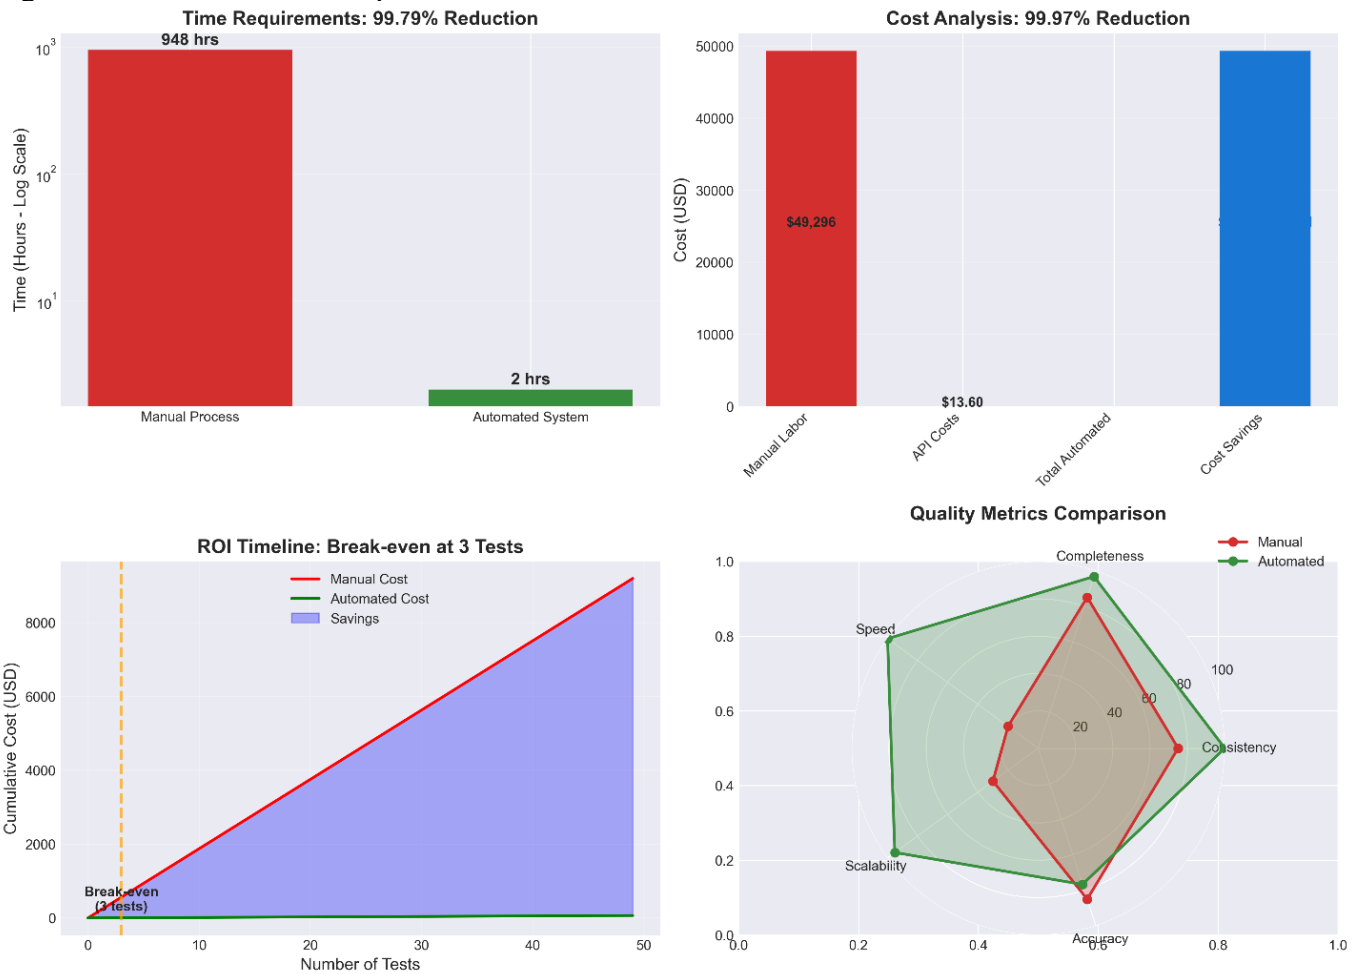 Time Requirements: 99.79% Reduction
948 hrs
2 hrs
10^3
10^2
10^1
Time (Hours - Log Scale)
Manual Process
Automated System
Cost Analysis: 99.97% Reduction
50000
40000
30000
20000
10000
0
Cost (USD)
$49,296
$13.60
Manual Labor
API Costs
Total Automated
Cost Savings
ROI Timeline: Break-even at 3 Tests
Manual Cost
Automated Cost
Savings
8000
6000
4000
2000
0
Cumulative Cost (USD)
Break-even
(3 tests)
0 10 20 30 40 50
Number of Tests
Quality Metrics Comparison
Manual
Automated
Completeness
Speed
Consistency
Scalability
Accuracy
20 40 60 80 100
1.0
0.8
0.6
0.4
0.2
0.0
0.0 0.2 0.4 0.6 0.8 1.0